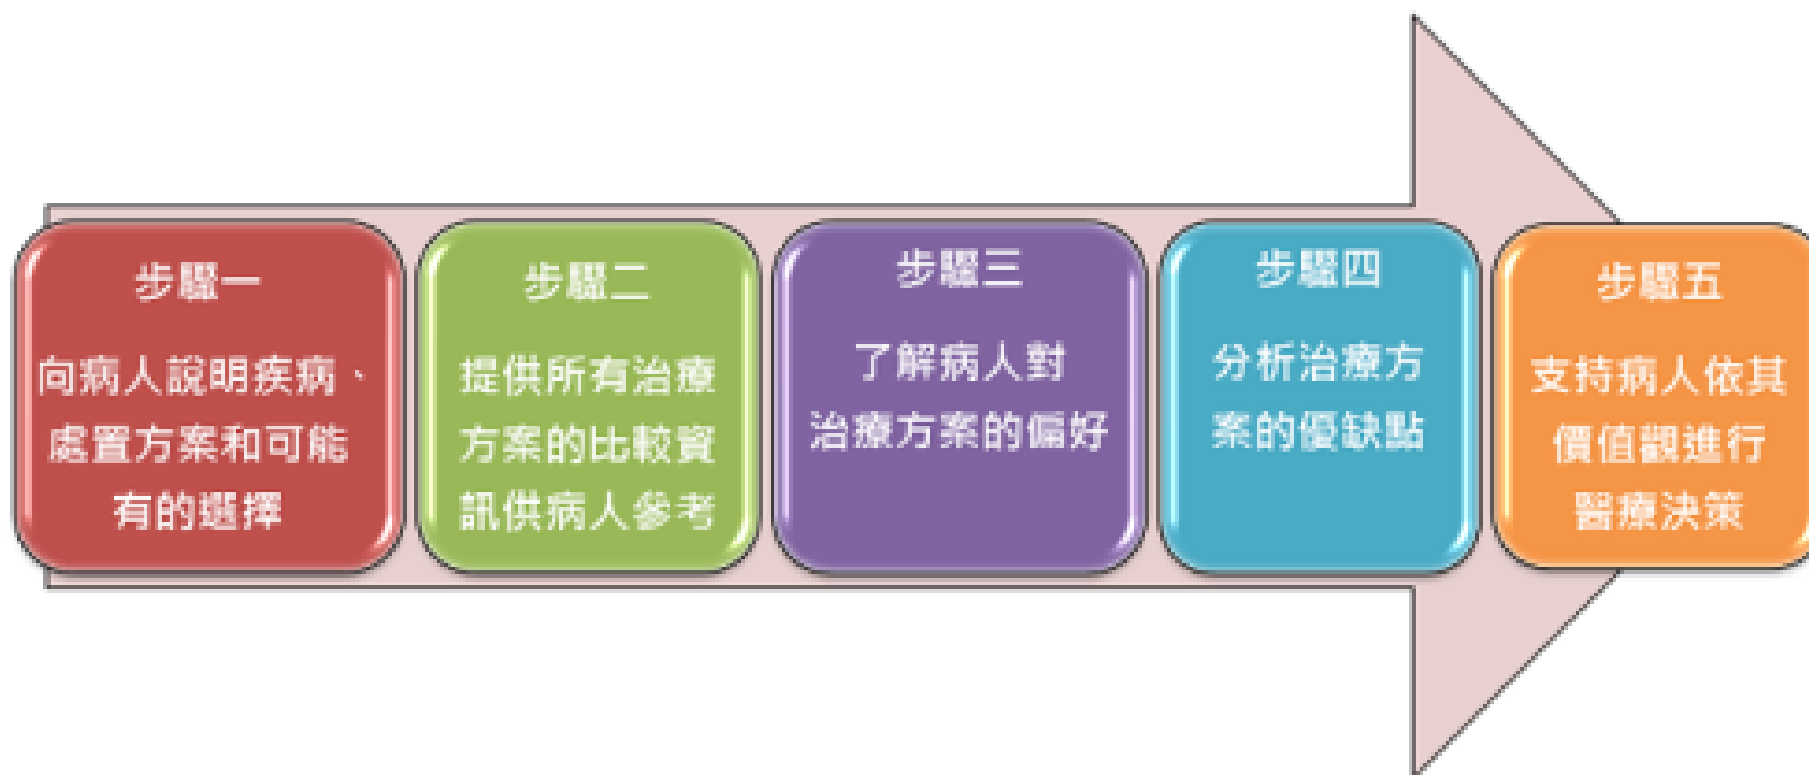 步驟一
向病人說明疾病、
處置方案和可能
有的選擇
步驟二
提供所有治療
方案的比較資
訊供病人參考
步驟三
了解病人對
治療方案的偏好
步驟四
分析治療方
案的優缺點
步驟五
支持病人依其
價值觀進行
醫療決策